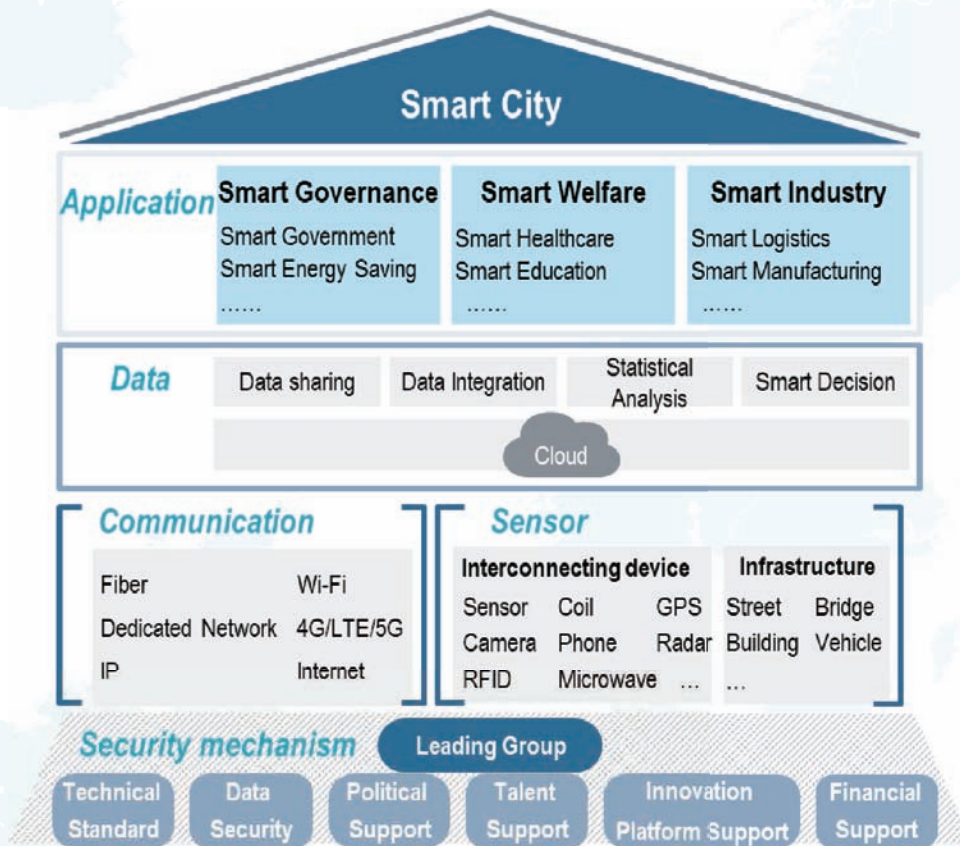 Smart City
Application
Smart Governance
Smart Government
Smart Energy Saving
......
Smart Welfare
Smart Healthcare
Smart Education
......
Smart Industry
Smart Logistics
Smart Manufacturing
......
Data
Data sharing
Data Integration
Statistical
Analysis
Smart Decision
Cloud
Communication
Fiber Wi-Fi
Dedicated Network 4G/LTE/5G
IP Internet
Sensor
Interconnecting device
Sensor Coil GPS
Camera Phone Radar
RFID Microwave ...
Infrastructure
Street Bridge
Building Vehicle
...
Security mechanism
Leading Group
Technical
Standard
Data
Security
Political
Support
Talent
Support
Innovation
Platform Support
Financial
Support